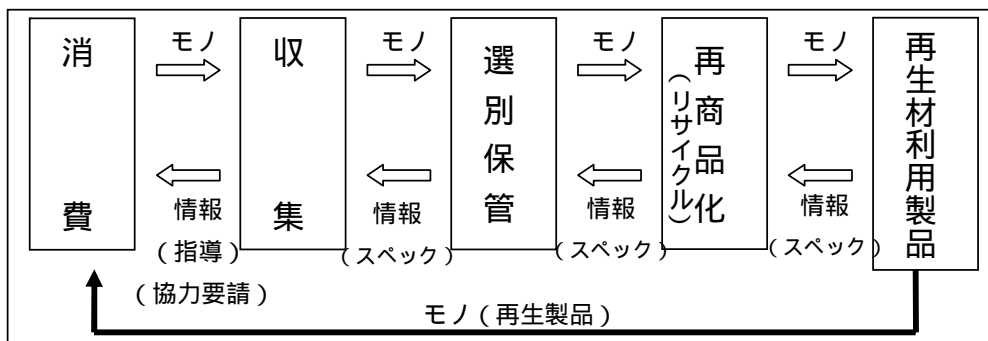 消費
モノ
情報
（指導）
（協力要請）
収集
モノ
情報
（スペック）
選別保管
モノ
情報
（スペック）
再商品化
（リサイクル）
モノ
情報
（スペック）
再生材利用製品
モノ（再生製品）